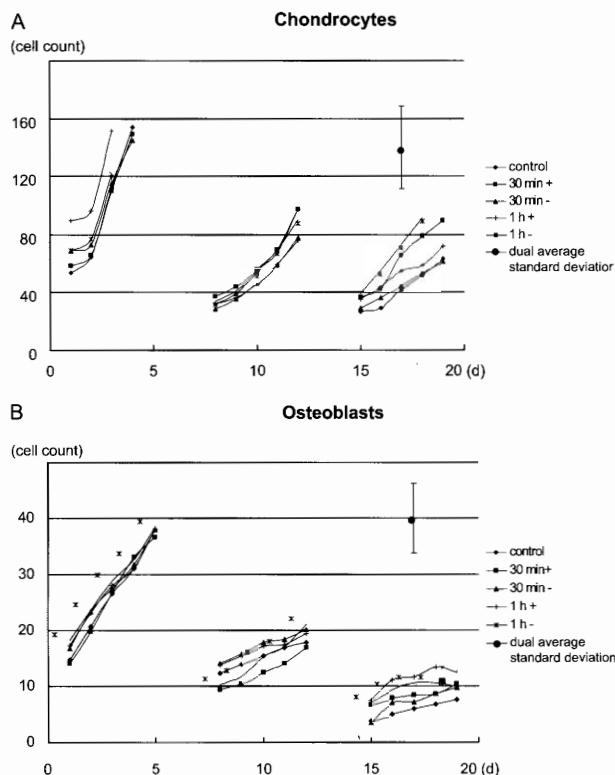 A
Chondrocytes
(cell count)
160
120
80
40
0
0 5 10 15 20 (d)
control
30 min +
30 min -
1 h +
1 h -
dual average
standard deviatior
B
Osteoblasts
(cell count)
40
30
20
10
0
0 5 10 15 20 (d)
control
30 min+
30 min -
1 h +
1 h -
dual average
standard deviation